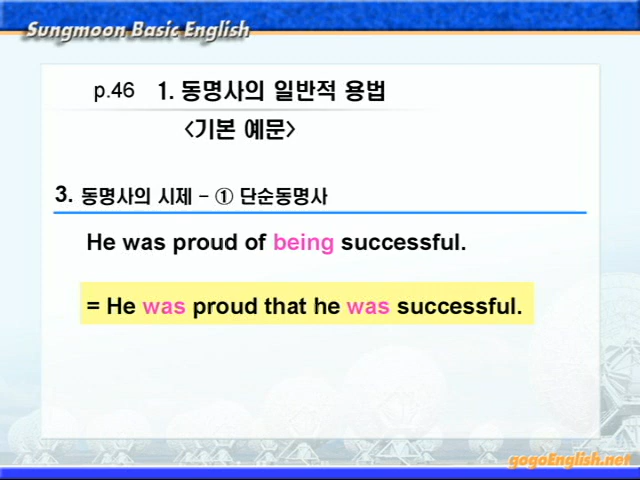 Sungmoon Basic English
p.46 1. 동명사의 일반적 용법
<기본 예문>
3. 동명사의 시제 - ① 단순동명사
He was proud of being successful.
= He was proud that he was successful.
gogoEnglish.net